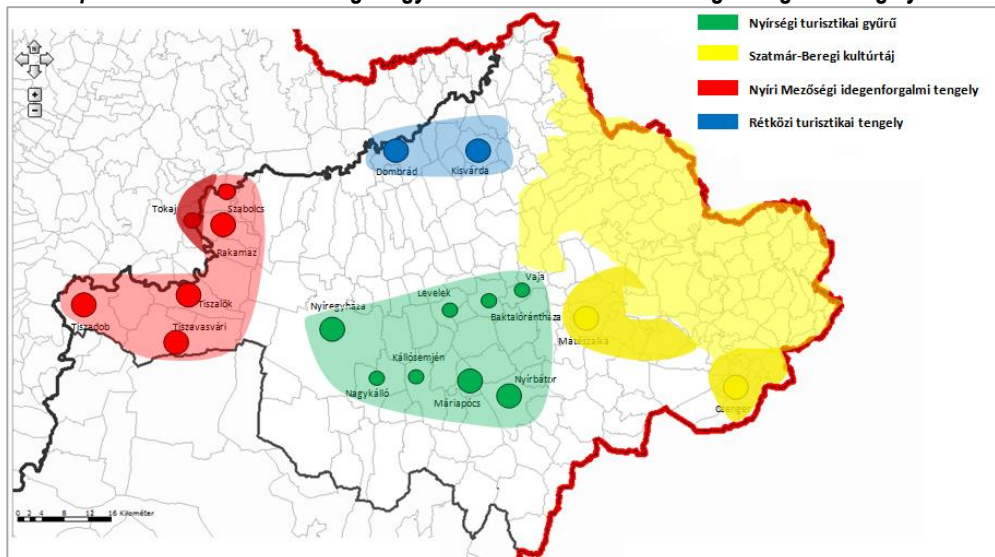 Nyírségi turisztikai gyűrű
Szatmár-Beregi kultúrtáj
Nyíri Mezőségi idegenforgalmi tengely
Rétközi turisztikai tengely
Dombrád
Kisvárda
Tokaj
Szabolcs
Rakamaz
Tiszadob
Tiszalök
Tiszavasvári
Nyíregyháza
Levelek
Vaja
Baktalórántháza
Mátészalka
Kállósemjén
Nagykálló
Máriapócs
Nyírbátor
Csenger
0 2 4 8 12 16 Kilométer